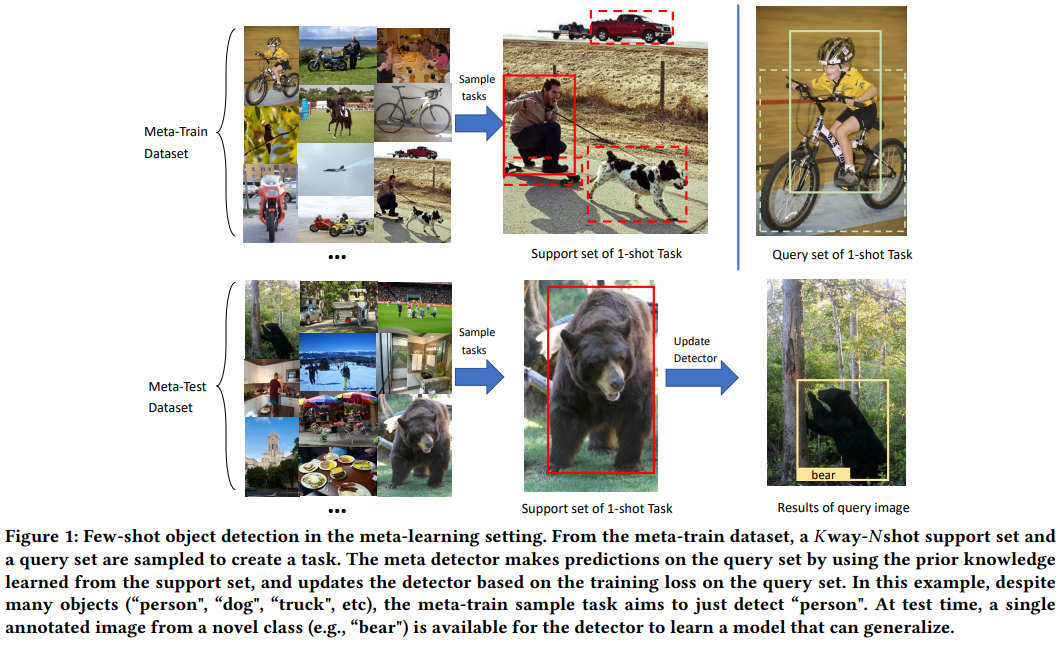 Meta-Train
Dataset
Sample
tasks
Support set of 1-shot Task
Query set of 1-shot Task
•••
Meta-Test
Dataset
Sample
tasks
Update
Detector
bear
Support set of 1-shot Task
Results of query image
•••
Figure 1: Few-shot object detection in the meta-learning setting. From the meta-train dataset, a Kway-Nshot support set and
a query set are sampled to create a task. The meta detector makes predictions on the query set by using the prior knowledge
learned from the support set, and updates the detector based on the training loss on the query set. In this example, despite
many objects (“person", “dog", “truck", etc), the meta-train sample task aims to just detect “person". At test time, a single
annotated image from a novel class (e.g., “bear") is available for the detector to learn a model that can generalize.